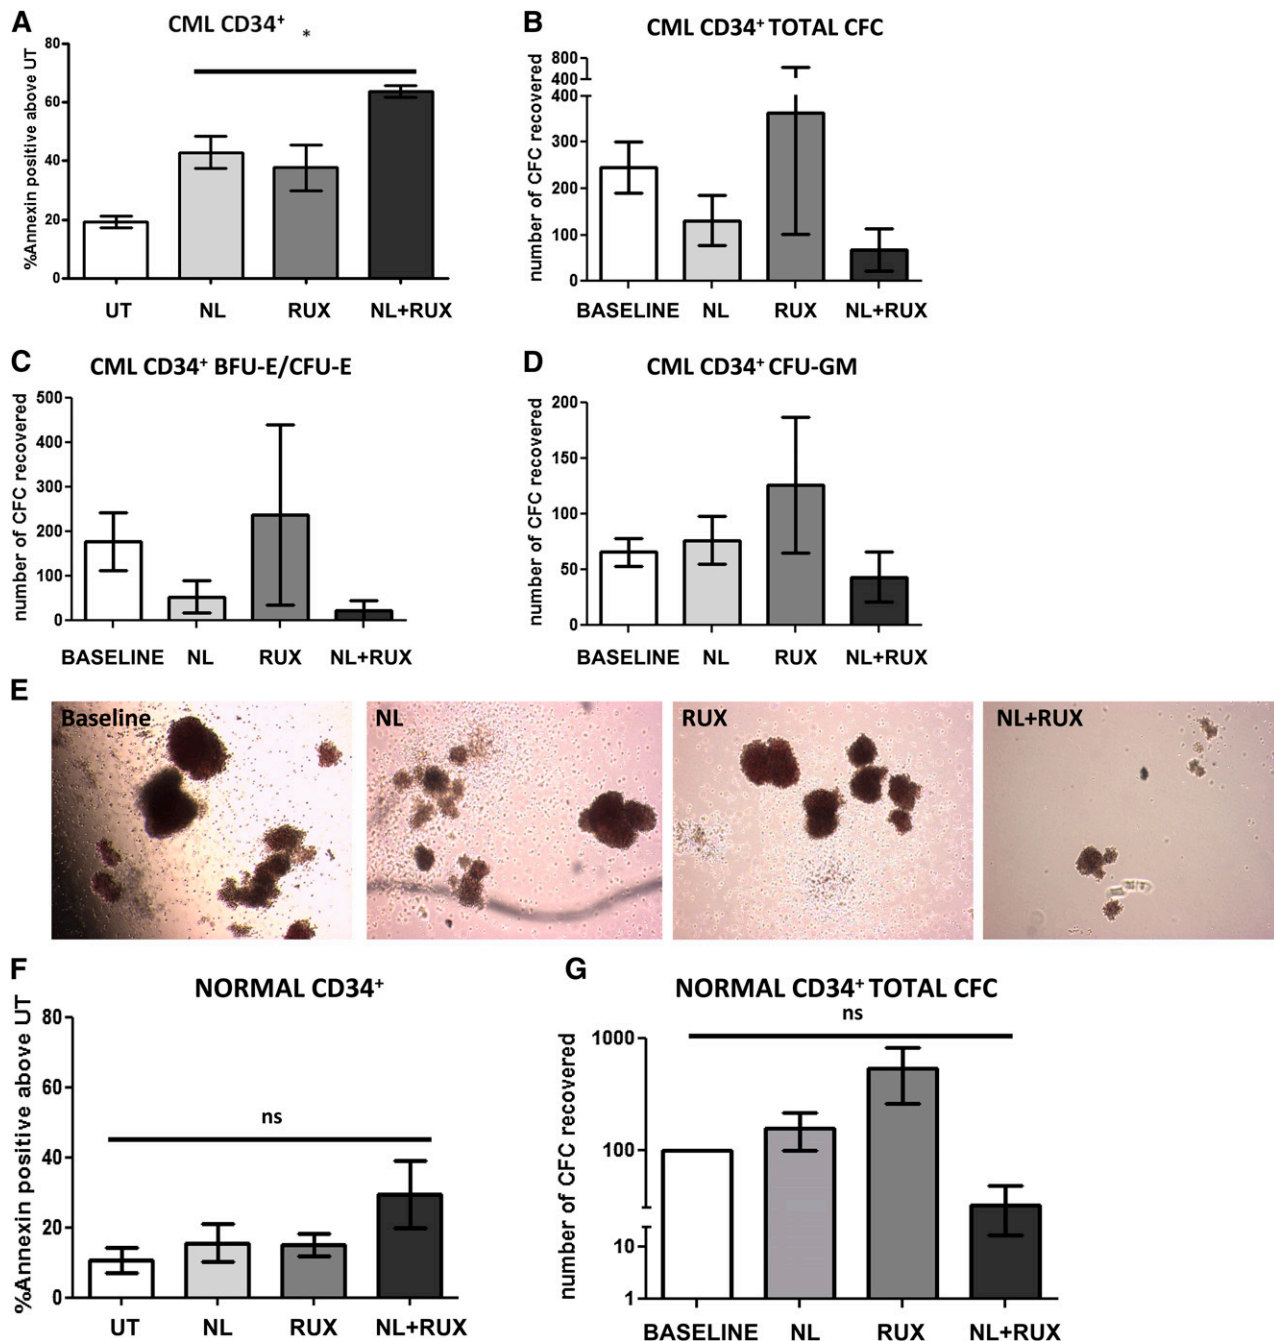 A
CML CD34+
*
%Annexin positive above UT
80
60
40
20
0
UT NL RUX NL+RUX
B
CML CD34+ TOTAL CFC
number of CFC recovered
800
400
400
300
200
100
0
BASELINE NL RUX NL+RUX
C
CML CD34+ BFU-E/CFU-E
number of CFC recovered
500
400
300
200
100
0
BASELINE NL RUX NL+RUX
D
CML CD34+ CFU-GM
number of CFC recovered
200
150
100
50
0
BASELINE NL RUX NL+RUX
E
Baseline
NL
RUX
NL+RUX
F
NORMAL CD34+
%Annexin positive above UT
80
60
40
20
0
ns
UT NL RUX NL+RUX
G
NORMAL CD34+ TOTAL CFC
ns
number of CFC recovered
1000
100
10
1
BASELINE NL RUX NL+RUX